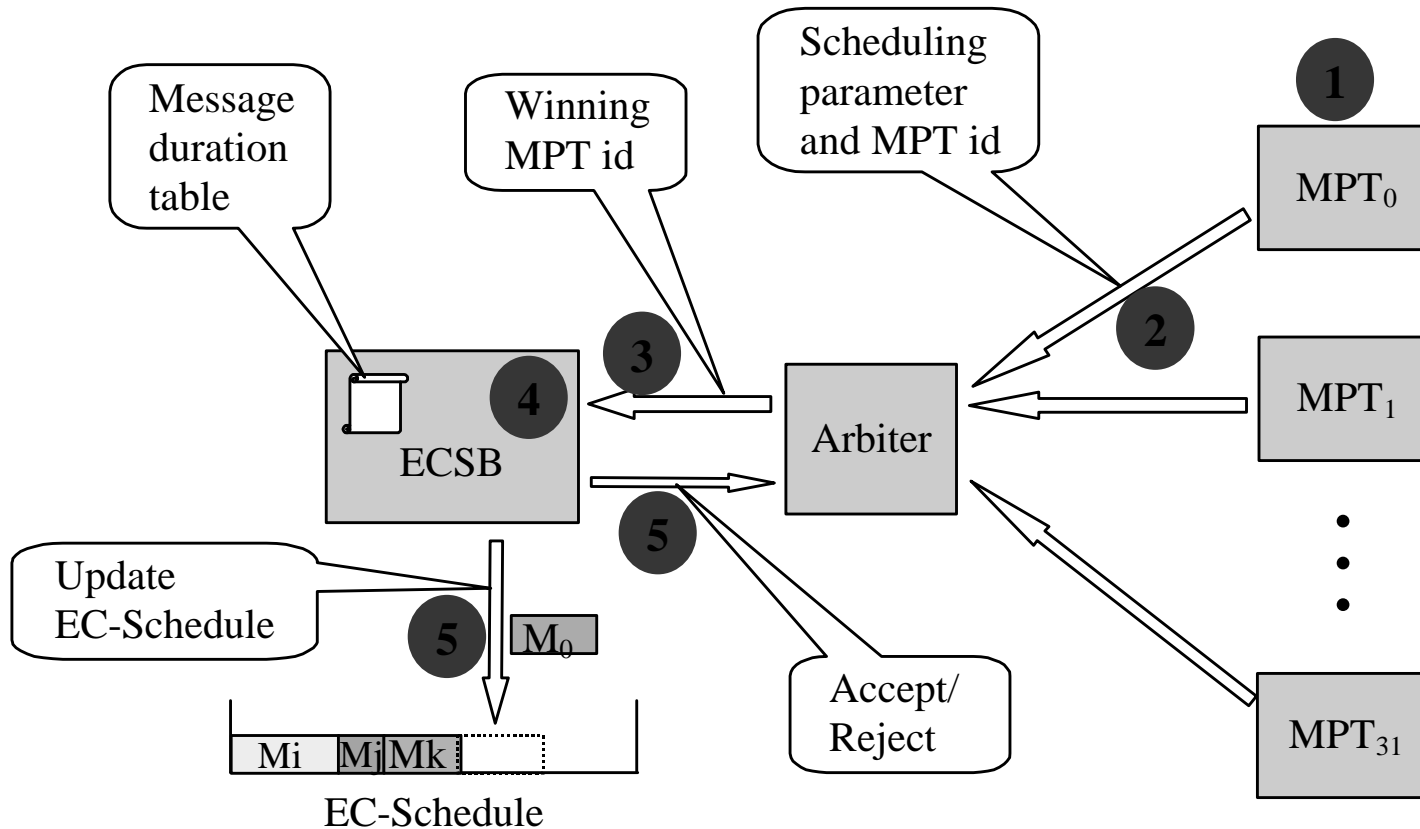 Scheduling
parameter
and MPT id
1
Message
duration
table
Winning
MPT id
MPT₀
2
3
4
ECSB
Arbiter
MPT₁
5
Update
EC-Schedule
5
M₀
Accept/
Reject
MPT₃₁
Mi
Mj
Mk
EC-Schedule